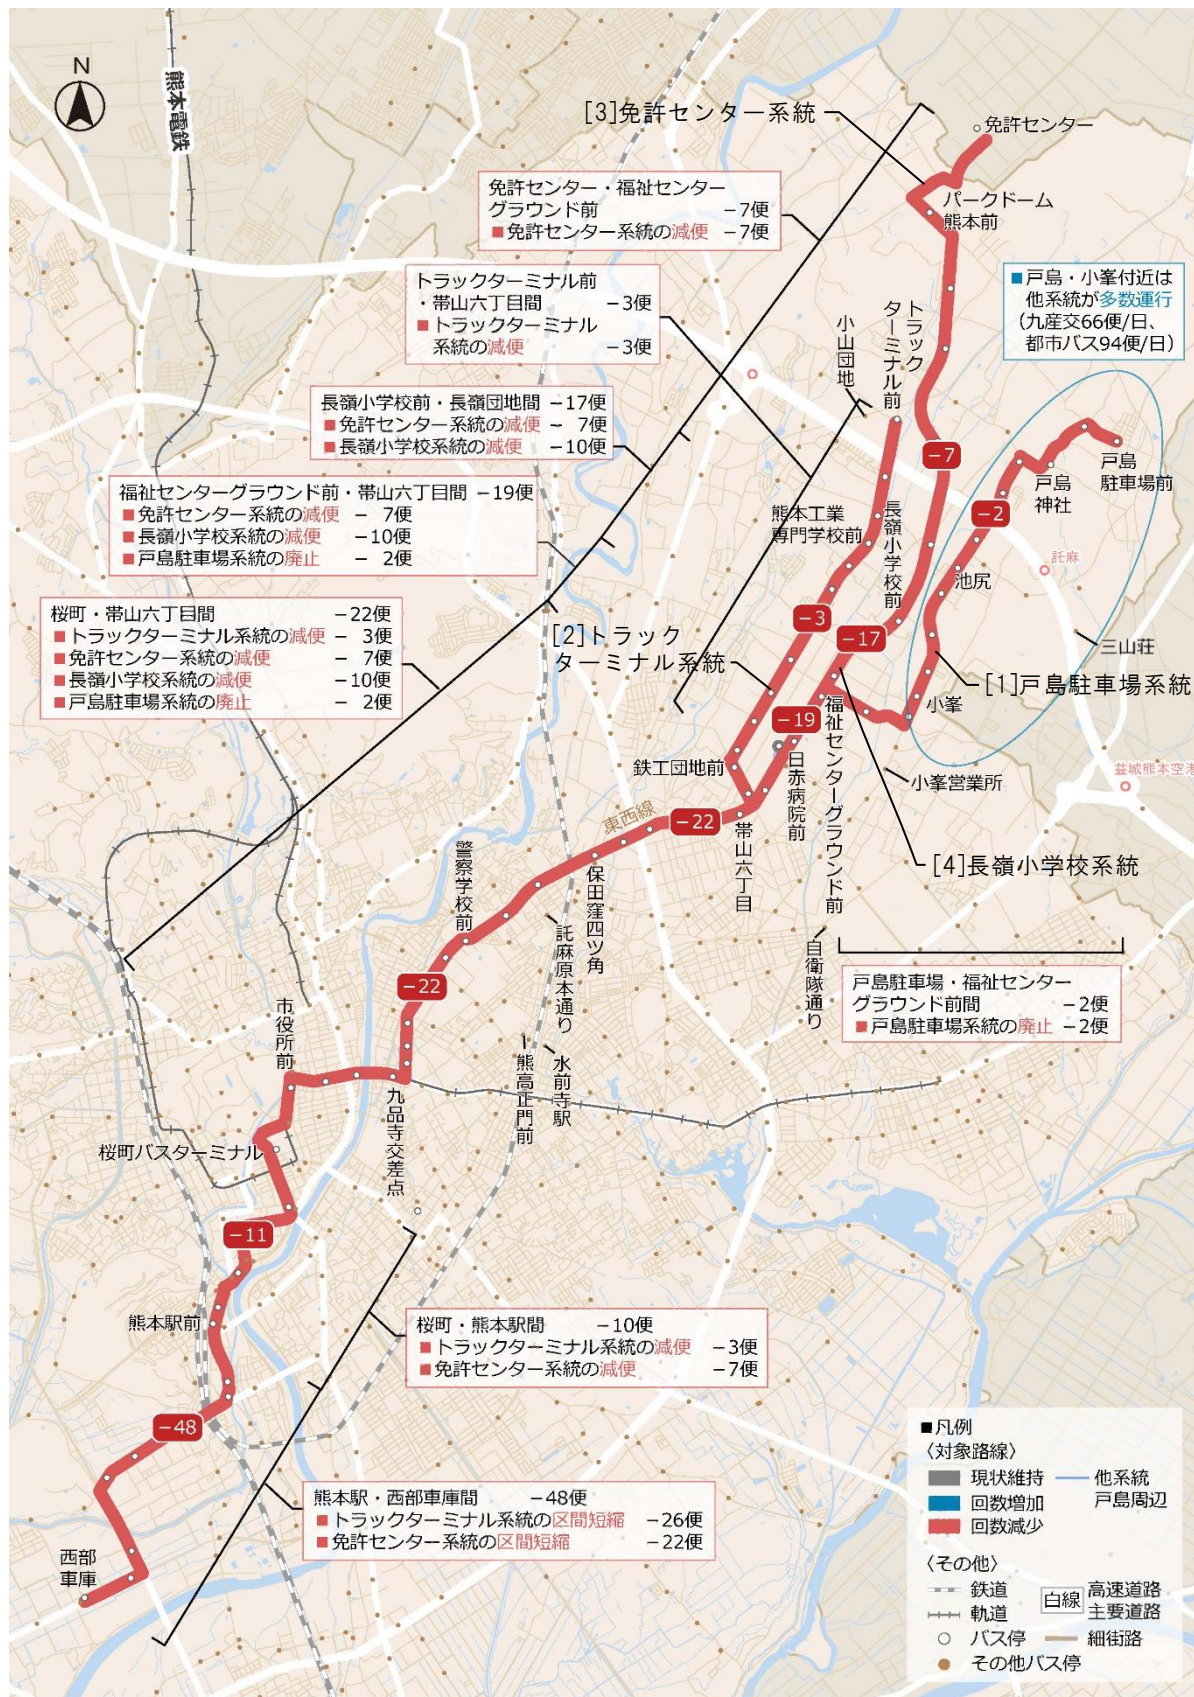 N
熊本電鉄
[3]免許センター系統
免許センター
パークドーム
熊本前
免許センター・福祉センター
グラウンド前 −7便
■免許センター系統の減便 −7便
トラックターミナル前
・帯山六丁目間 −3便
■トラックターミナル
系統の減便 −3便
■戸島・小峯付近は
他系統が多数運行
(九産交66便/日、
都市バス94便/日)
小山団地
トラック
ターミナル前
長嶺小学校前・長嶺団地間 −17便
■免許センター系統の減便 − 7便
■長嶺小学校系統の減便 −10便
−7
戸島
駐車場前
戸島
神社
福祉センターグラウンド前・帯山六丁目間 −19便
■免許センター系統の減便 − 7便
■長嶺小学校系統の減便 −10便
■戸島駐車場系統の廃止 − 2便
熊本工業
専門学校前
長嶺小学校前
−2
託麻
池尻
桜町・帯山六丁目間 −22便
■トラックターミナル系統の減便 − 3便
■免許センター系統の減便 − 7便
■長嶺小学校系統の減便 −10便
■戸島駐車場系統の廃止 − 2便
−3
[2]トラック
ターミナル系統
−17
三山荘
[1]戸島駐車場系統
小峯
−19
鉄工団地前
日赤病院前
福祉センターグラウンド前
小峯営業所
益城熊本空港
東西線
−22
帯山六丁目
[4]長嶺小学校系統
警察学校前
保田窪四ツ角
託麻原本通り
自衛隊通り
−22
戸島駐車場・福祉センター
グラウンド前間 −2便
■戸島駐車場系統の廃止 −2便
市役所前
熊高正門前
水前寺駅
九品寺交差点
桜町バスターミナル
−11
熊本駅前
桜町・熊本駅間 −10便
■トラックターミナル系統の減便 −3便
■免許センター系統の減便 −7便
−48
熊本駅・西部車庫間 −48便
■トラックターミナル系統の区間短縮 −26便
■免許センター系統の区間短縮 −22便
西部
車庫
■凡例
〈対象路線〉
現状維持
回数増加
回数減少
他系統
戸島周辺
〈その他〉
鉄道
軌道
バス停
その他バス停
白線
高速道路
主要道路
細街路